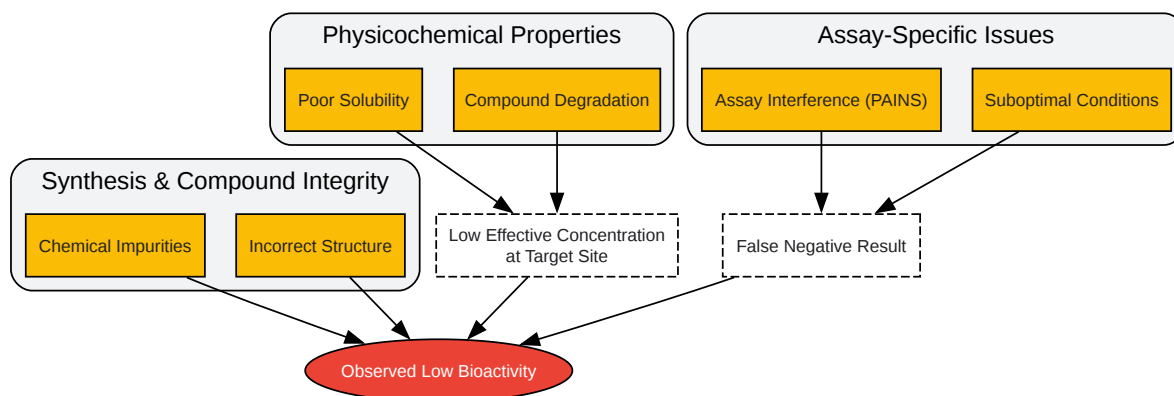 Physicochemical Properties
Poor Solubility
Compound Degradation
Assay-Specific Issues
Assay Interference (PAINS)
Suboptimal Conditions
Synthesis & Compound Integrity
Chemical Impurities
Incorrect Structure
Low Effective Concentration
at Target Site
False Negative Result
Observed Low Bioactivity